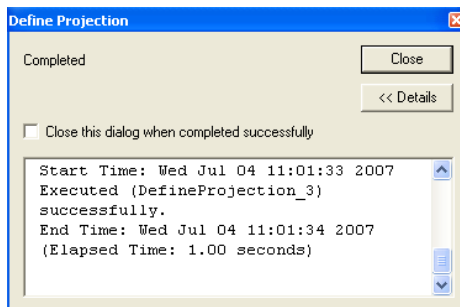 Define Projection
Completed
Close
<< Details
Close this dialog when completed successfully
Start Time: Wed Jul 04 11:01:33 2007
Executed (DefineProjection_3)
successfully.
End Time: Wed Jul 04 11:01:34 2007
(Elapsed Time: 1.00 seconds)